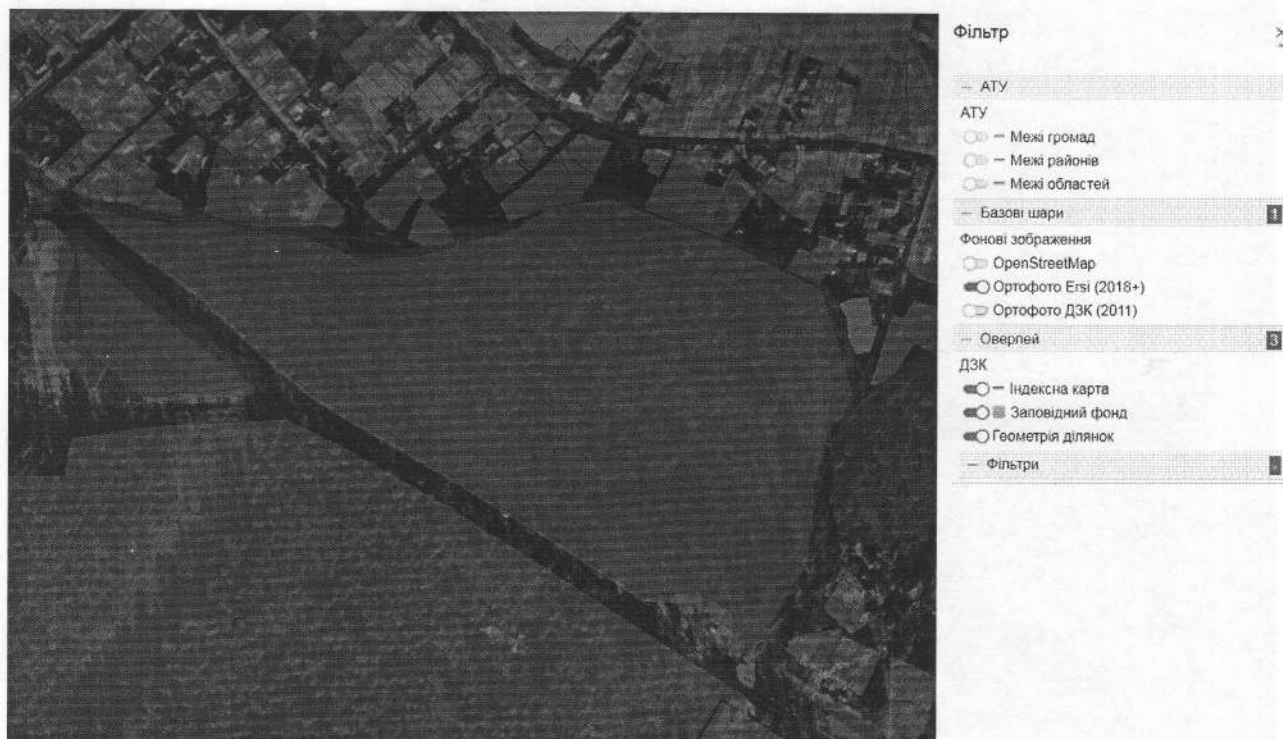 Фільтр
АТУ
АТУ
Межі громад
Межі районів
Межі областей
Базові шари 1
Фонові зображення
OpenStreetMap
Ортофото Ersi (2018+)
Ортофото ДЗК (2011)
Оверлей 3
ДЗК
Індексна карта
Заповідний фонд
Геометрія ділянок
Фільтри